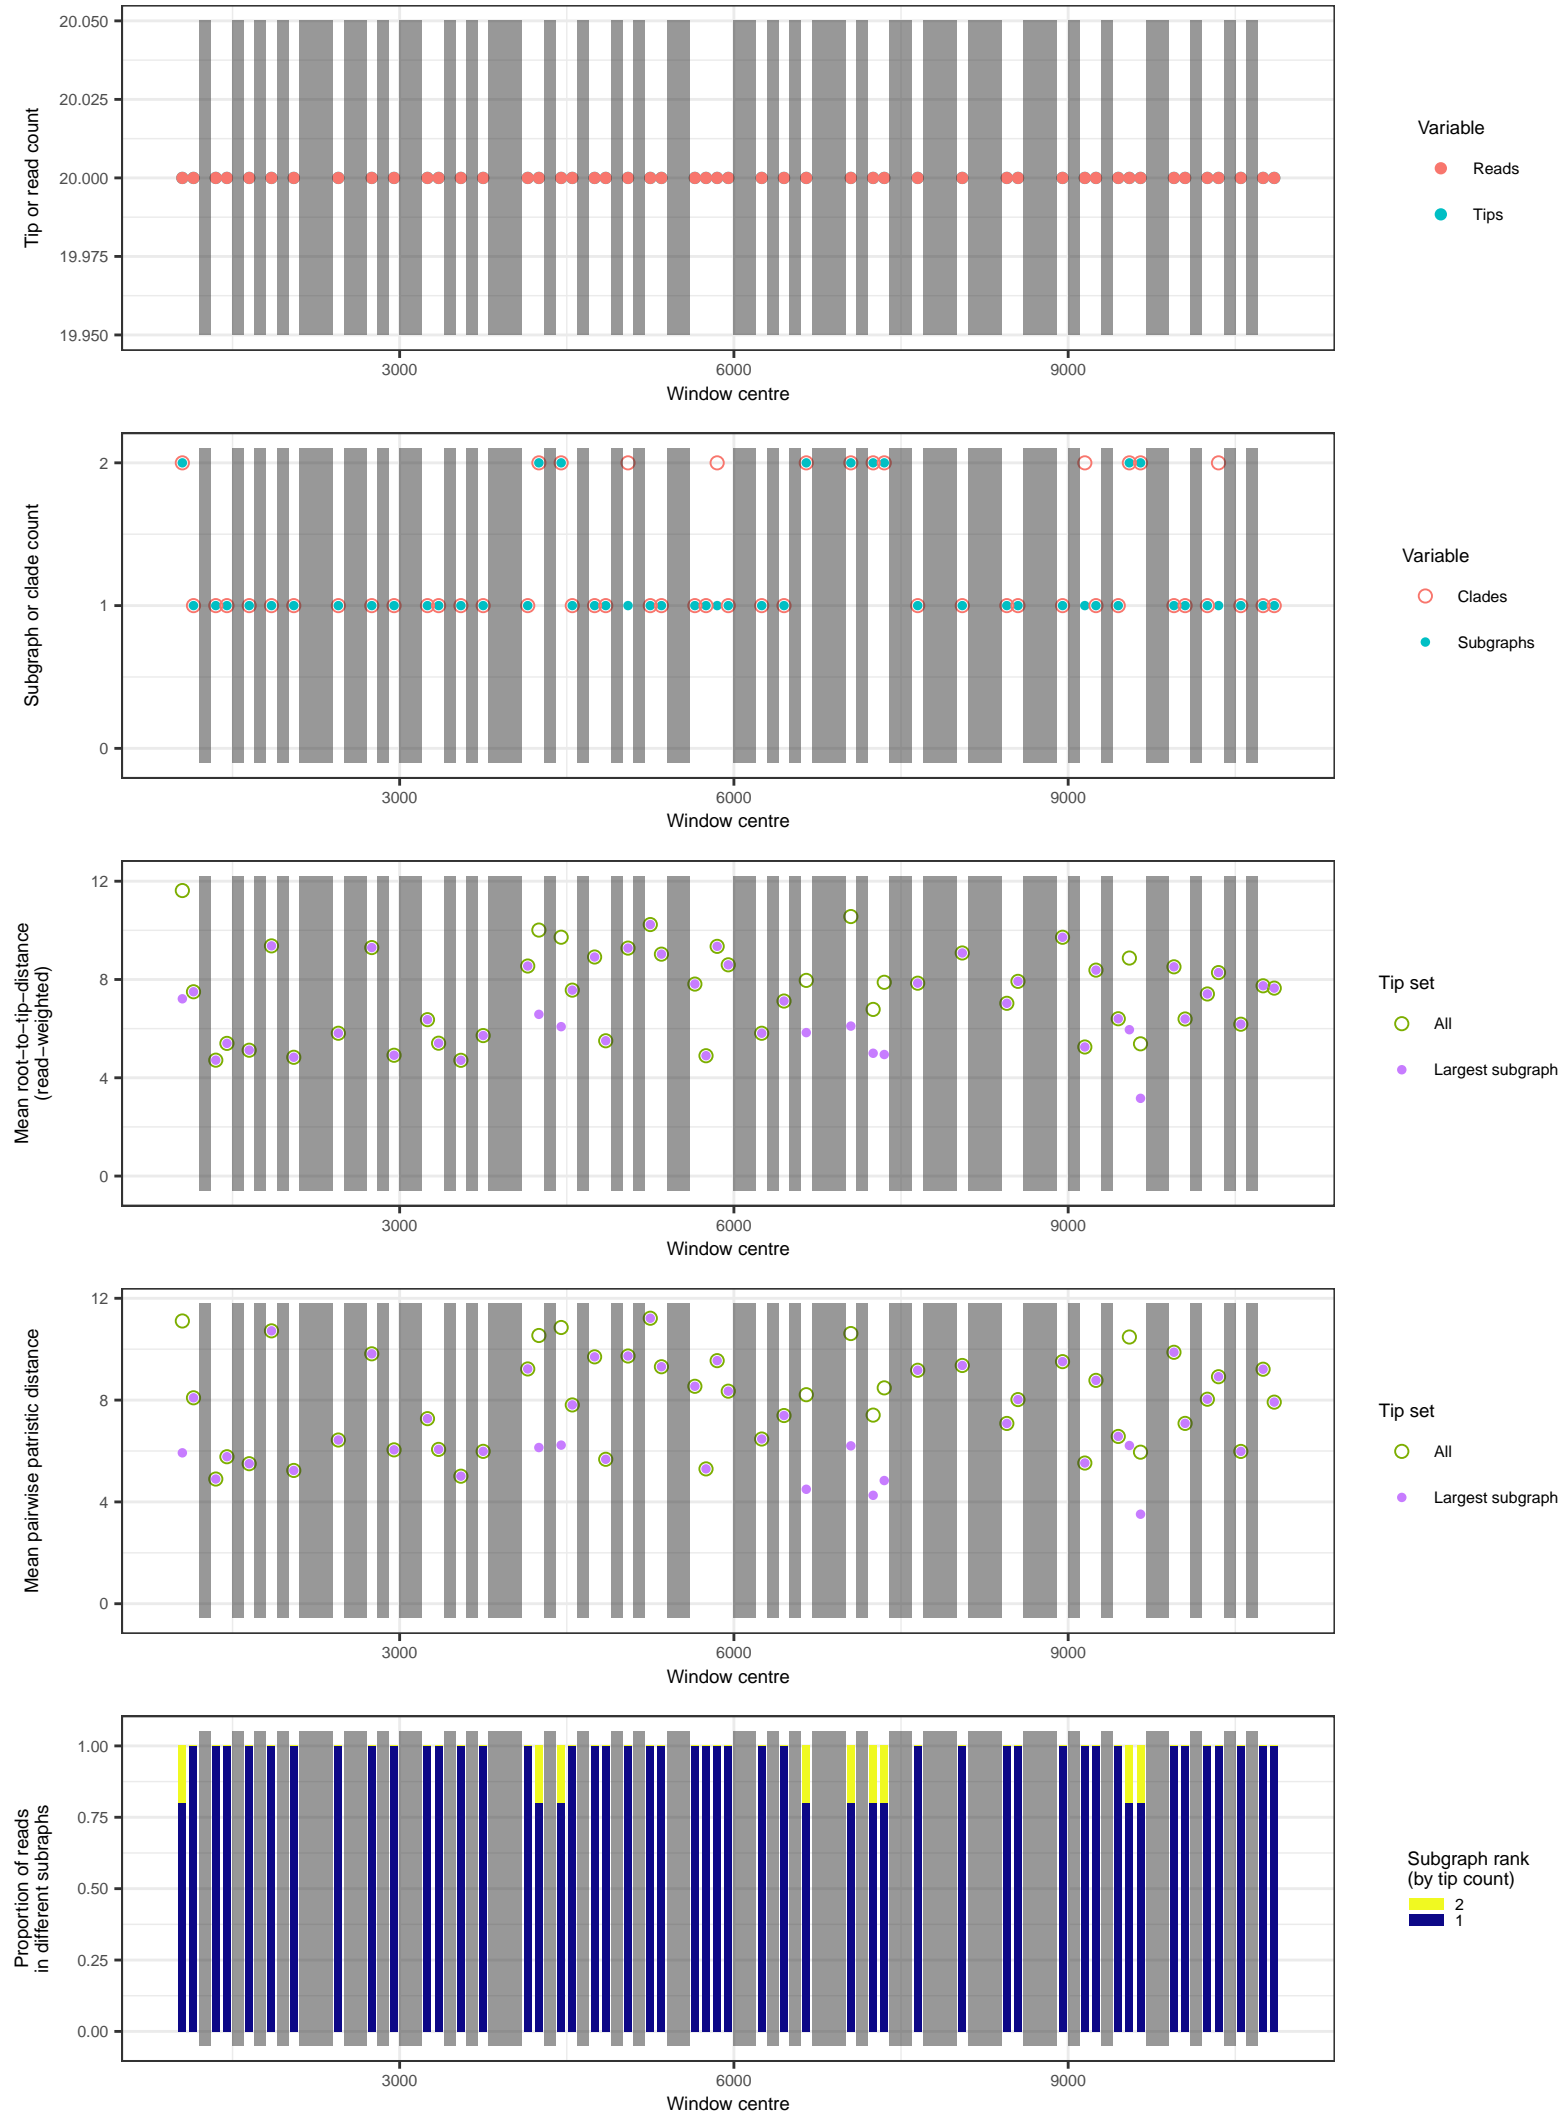 20.050
20.025
20.000
19.975
19.950
Tip or read count
3000
6000
9000
Window centre
Variable
Reads
Tips
2
1
0
Subgraph or clade count
3000
6000
9000
Window centre
Variable
Clades
Subgraphs
12
8
4
0
Mean root−to−tip−distance
(read−weighted)
3000
6000
9000
Window centre
Tip set
All
Largest subgraph
12
8
4
0
Mean pairwise patristic distance
3000
6000
9000
Window centre
Tip set
All
Largest subgraph
1.00
0.75
0.50
0.25
0.00
Proportion of reads
in different subraphs
3000
6000
9000
Window centre
Subgraph rank
(by tip count)
2
1